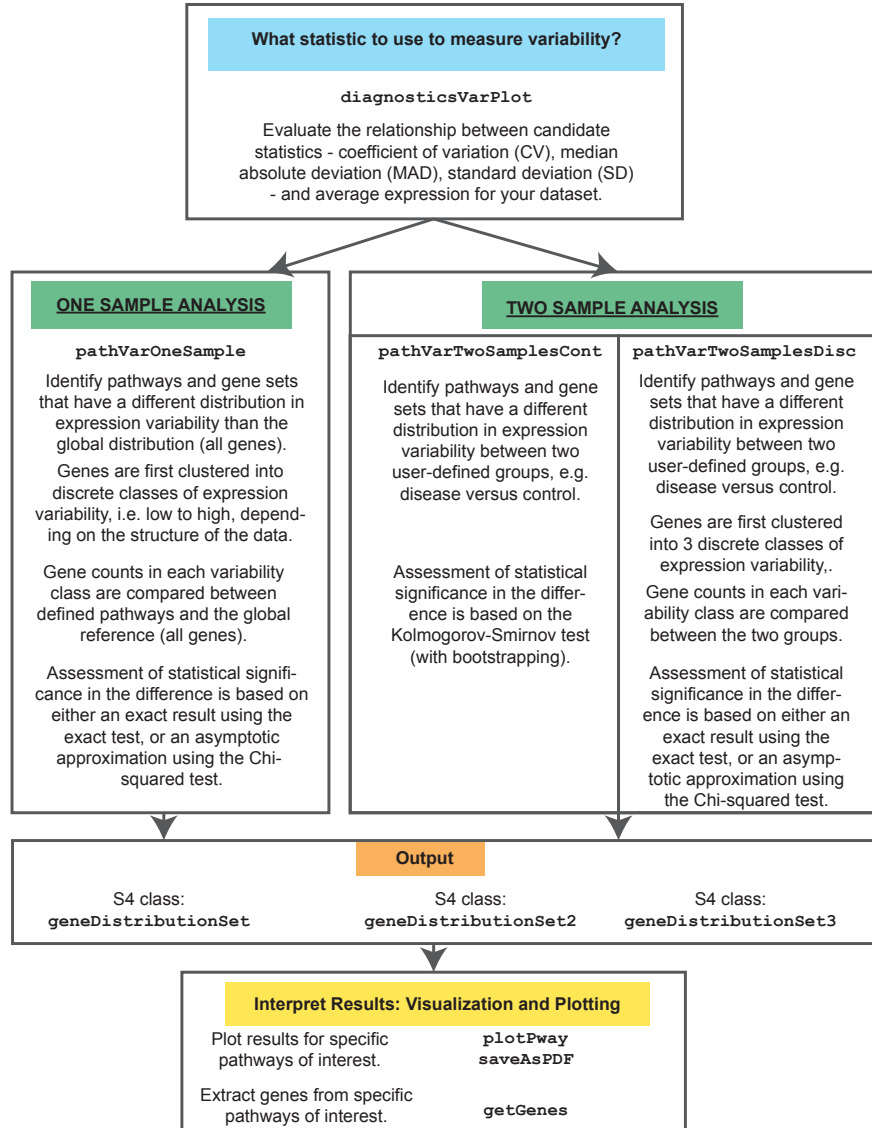 What statistic to use to measure variability?
diagnosticsVarPlot
Evaluate the relationship between candidate
statistics - coefficient of variation (CV), median
absolute deviation (MAD), standard deviation (SD)
- and average expression for your dataset.
ONE SAMPLE ANALYSIS
pathVarOneSample
Identify pathways and gene sets
that have a different distribution in
expression variability than the
global distribution (all genes).
Genes are first clustered into
discrete classes of expression
variability, i.e. low to high, depend-
ing on the structure of the data.
Gene counts in each variability
class are compared between
defined pathways and the global
reference (all genes).
Assessment of statistical signifi-
cance in the difference is based on
either an exact result using the
exact test, or an asymptotic
approximation using the Chi-
squared test.
TWO SAMPLE ANALYSIS
pathVarTwoSamplesCont
Identify pathways and gene
sets that have a different
distribution in expression
variability between two
user-defined groups, e.g.
disease versus control.
Assessment of statistical
significance in the differ-
ence is based on the
Kolmogorov-Smirnov test
(with bootstrapping).
pathVarTwoSamplesDisc
Identify pathways and gene
sets that have a different
distribution in expression
variability between two
user-defined groups, e.g.
disease versus control.
Genes are first clustered
into 3 discrete classes of
expression variability,.
Gene counts in each vari-
ability class are compared
between the two groups.
Assessment of statistical
significance in the differ-
ence is based on either an
exact result using the
exact test, or an asymp-
totic approximation using
the Chi-squared test.
Output
S4 class:
geneDistributionSet
S4 class:
geneDistributionSet2
S4 class:
geneDistributionSet3
Interpret Results: Visualization and Plotting
Plot results for specific
pathways of interest.
plotPway
saveAsPDF
Extract genes from specific
pathways of interest.
getGenes